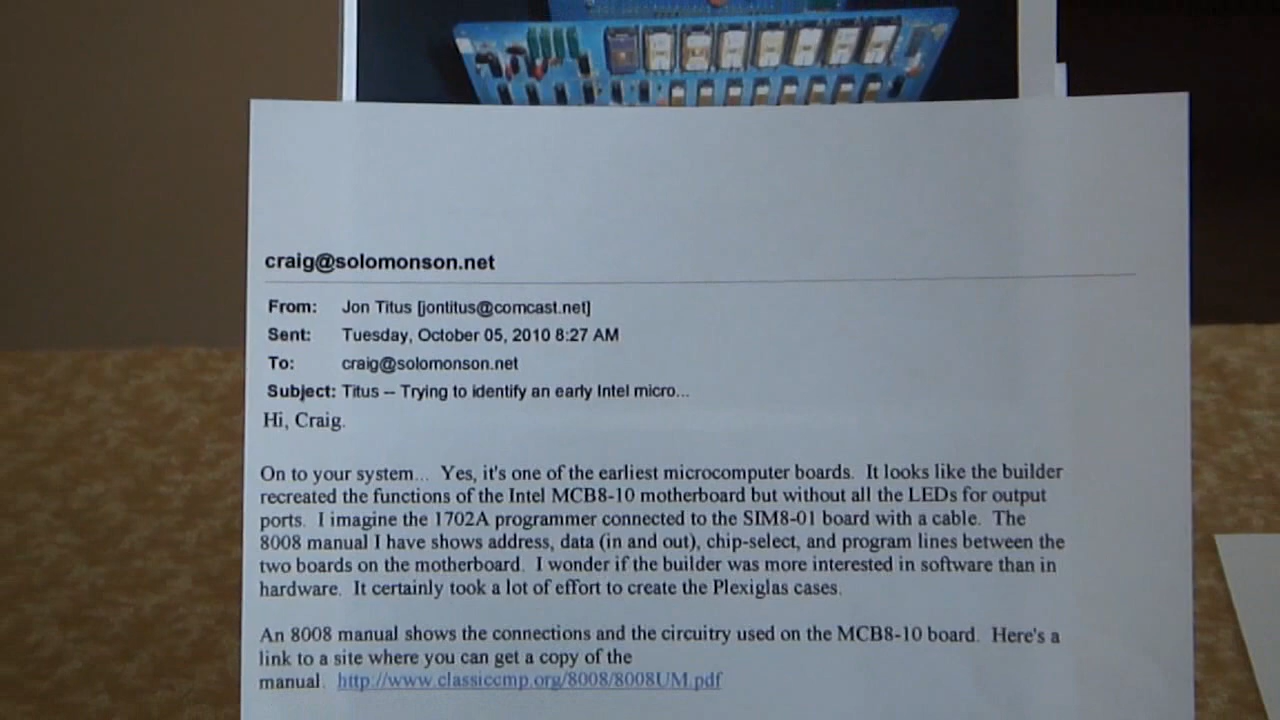 craig@solomonson.net
From: Jon Titus [jontitus@comcast.net]
Sent: Tuesday, October 05, 2010 8:27 AM
To: craig@solomonson.net
Subject: Titus -- Trying to identify an early Intel micro...
Hi, Craig.
On to your system... Yes, it's one of the earliest microcomputer boards. It looks like the builder
recreated the functions of the Intel MCB8-10 motherboard but without all the LEDs for output
ports. I imagine the 1702A programmer connected to the SIM8-01 board with a cable. The
8008 manual I have shows address, data (in and out), chip-select, and program lines between the
two boards on the motherboard. I wonder if the builder was more interested in software than in
hardware. It certainly took a lot of effort to create the Plexiglas cases.
An 8008 manual shows the connections and the circuitry used on the MCB8-10 board. Here's a
link to a site where you can get a copy of the
manual. http://www.classiccmp.org/8008/8008UM.pdf